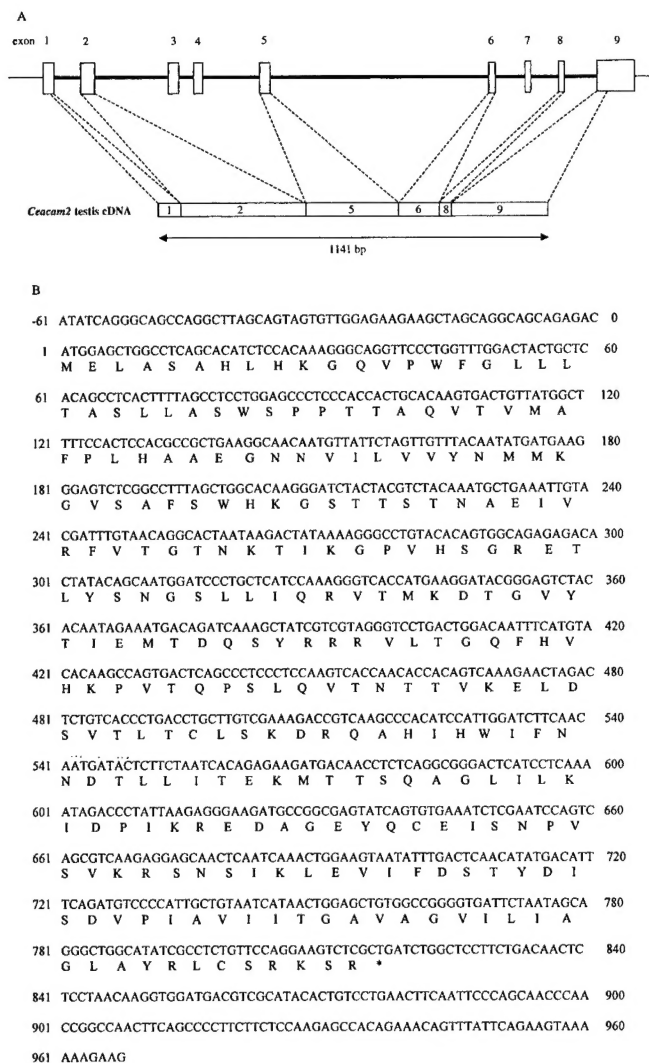 A
exon 1 2 3 4 5 6 7 8 9
Ceacam2 testis cDNA 1 2 5 6 8 9
1141 bp
B
-61 ATATCAGGGCAGCCAGGCTTAGCAGTAGTGTTGGAGAAGAAGCTAGCAGGCAGCAGAGAC 0
1 ATGGAGCTGGCCTCAGCACATCTCCACAAAGGGCAGGTTCCCTGGTTTGGACTACTGCTC 60
M E L A S A H L H K G Q V P W F G L L L
61 ACAGCCTCACTTTTAGCCTCCTGGAGCCCTCCCACCACTGCACAAGTGACTGTTATGGCT 120
T A S L L A S W S P P T T A Q V T V M A
121 TTTCCACTCCACGCCGCTGAAGGCAACAATGTTATTCTAGTTGTTTACAATATGATGAAG 180
F P L H A A E G N N V I L V V Y N M M K
181 GGAGTCTCGGCCTTTAGCTGGCACAAGGGATCTACTACGTCTACAAATGCTGAAATTGTA 240
G V S A F S W H K G S T T S T N A E I V
241 CGATTTGTAACAGGCACTAATAAGACTATAAAAGGGCCTGTACACAGTGGCAGAGAGACA 300
R F V T G T N K T I K G P V H S G R E T
301 CTATACAGCAATGGATCCCTGCTCATCCAAAGGGTCACCATGAAGGATACGGGAGTCTAC 360
L Y S N G S L L I Q R V T M K D T G V Y
361 ACAATAGAAATGACAGATCAAAGCTATCGTCGTAGGGTCCTGACTGGACAATTTCATGTA 420
T I E M T D Q S Y R R R V L T G Q F H V
421 CACAAGCCAGTGACTCAGCCCTCCCTCCAAGTCACCAACACCACAGTCAAAGAACTAGAC 480
H K P V T Q P S L Q V T N T T V K E L D
481 TCTGTCACCCTGACCTGCTTGTCGAAAGACCGTCAAGCCCACATCCATTGGATCTTCAAC 540
S V T L T C L S K D R Q A H I H W I F N
541 AATGATACTCTTCTAATCACAGAGAAGATGACAACCTCTCAGGCGGGACTCATCCTCAAA 600
N D T L L I T E K M T T S Q A G L I L K
601 ATAGACCCTATTAAGAGGGAAGATGCCGGCGAGTATCAGTGTGAAATCTCGAATCCAGTC 660
I D P I K R E D A G E Y Q C E I S N P V
661 AGCGTCAAGAGGAGCAACTCAATCAAACTGGAAGTAATATTTGACTCAACATATGACATT 720
S V K R S N S I K L E V I F D S T Y D I
721 TCAGATGTCCCCATTGCTGTAATCATAACTGGAGCTGTGGCCGGGGTGATTCTAATAGCA 780
S D V P I A V I I T G A V A G V I L I A
781 GGGCTGGCATATCGCCTCTGTTCCAGGAAGTCTCGCTGATCTGGCTCCTTCTGACAACTC 840
G L A Y R L C S R K S R *
841 TCCTAACAAGGTGGATGACGTCGCATACACTGTCCTGAACTTCAATTCCCAGCAACCCAA 900
901 CCGGCCAACTTCAGCCCCTTCTTCTCCAAGAGCCACAGAAACAGTTTATTCAGAAGTAAA 960
961 AAAGAAG